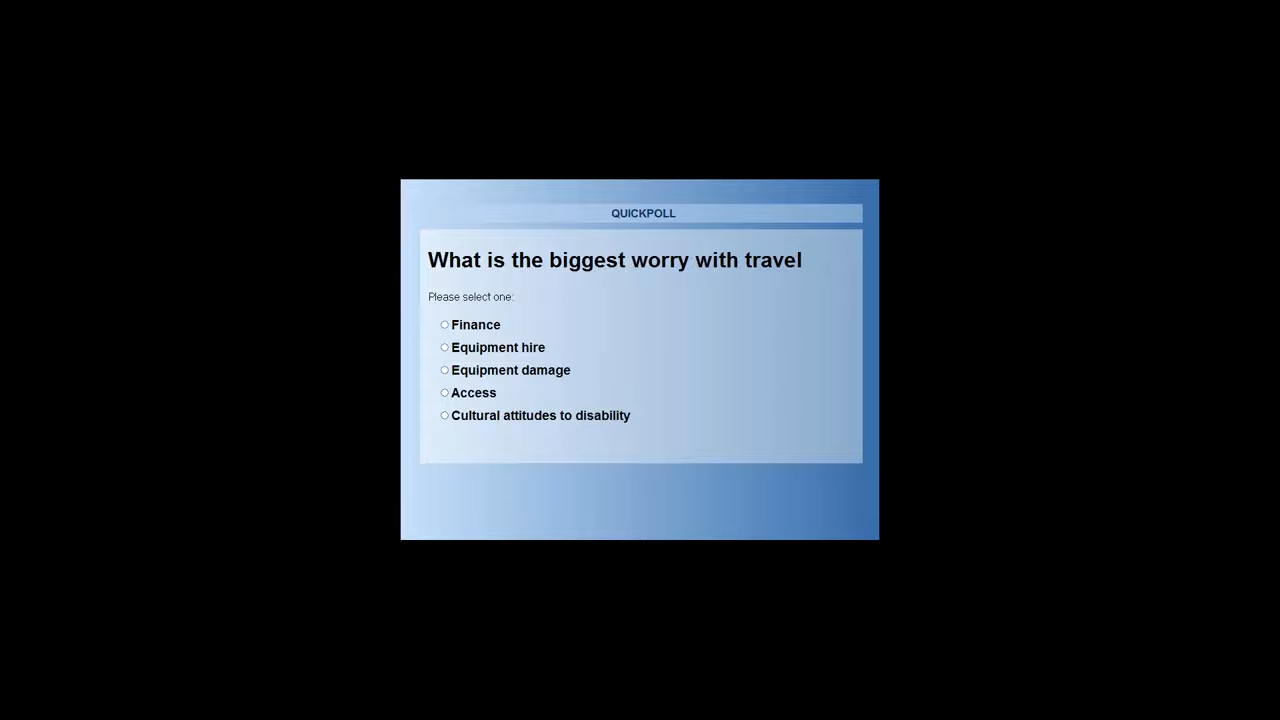 QUICKPOLL
What is the biggest worry with travel
Please select one:
Finance
Equipment hire
Equipment damage
Access
Cultural attitudes to disability